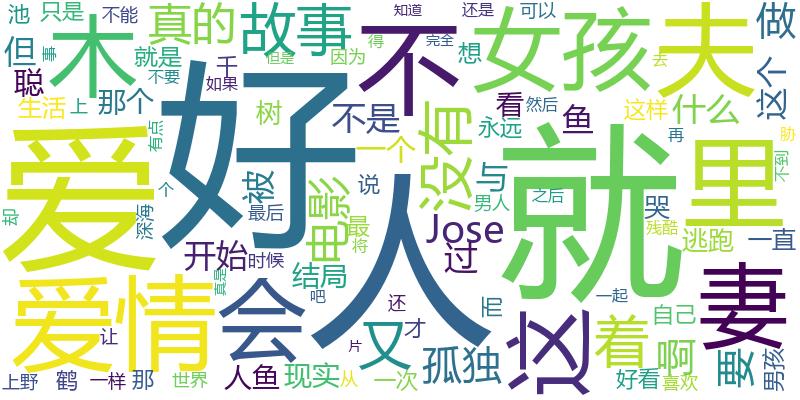 池 只是 知道 还是 可以
事 不能 真的 故事 不 女孩 夫 做
但 木 得 完全 想
聪 就是 千 但是 因为 去
不要 如果 看 然后 这个
生活 上 那个 树 不是 鱼 这样 什么
有点 好 一个 没有 永远 再 胁
爱 被 说 与 就 里 不到
却 深海 个 最后 电影 最 男人 之后 哭 残酷
人 将 Jose 逃跑 一直
开始 时候 结局 过
爱情 真是 会 吧 还 又 而 这 一起 着 自己 妻
让 才 孤独 啊 要
上野 鹤 一样 那 世界 人鱼 现实 片 从 一次 好看 喜欢 男孩